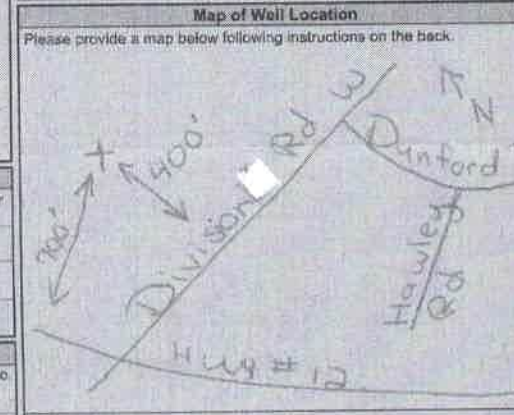 Map of Well Location
Please provide a map below following instructions on the back.
Division Rd W
Dunford
N
400'
700'
Hawley
Rd
Hwy # 12